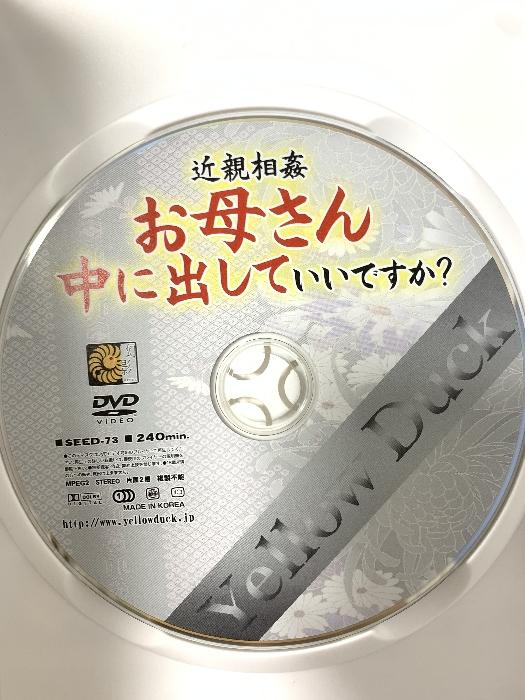 近親相姦
お母さん
中に出していいですか?
DVD
VIDEO
■SEED-73 ■240min.
MPEG2 STEREO 片面2層 複製不能
DOLBY
DIGITAL
MADE IN KOREA
http://www.yellowduck.jp
Yellow Duck